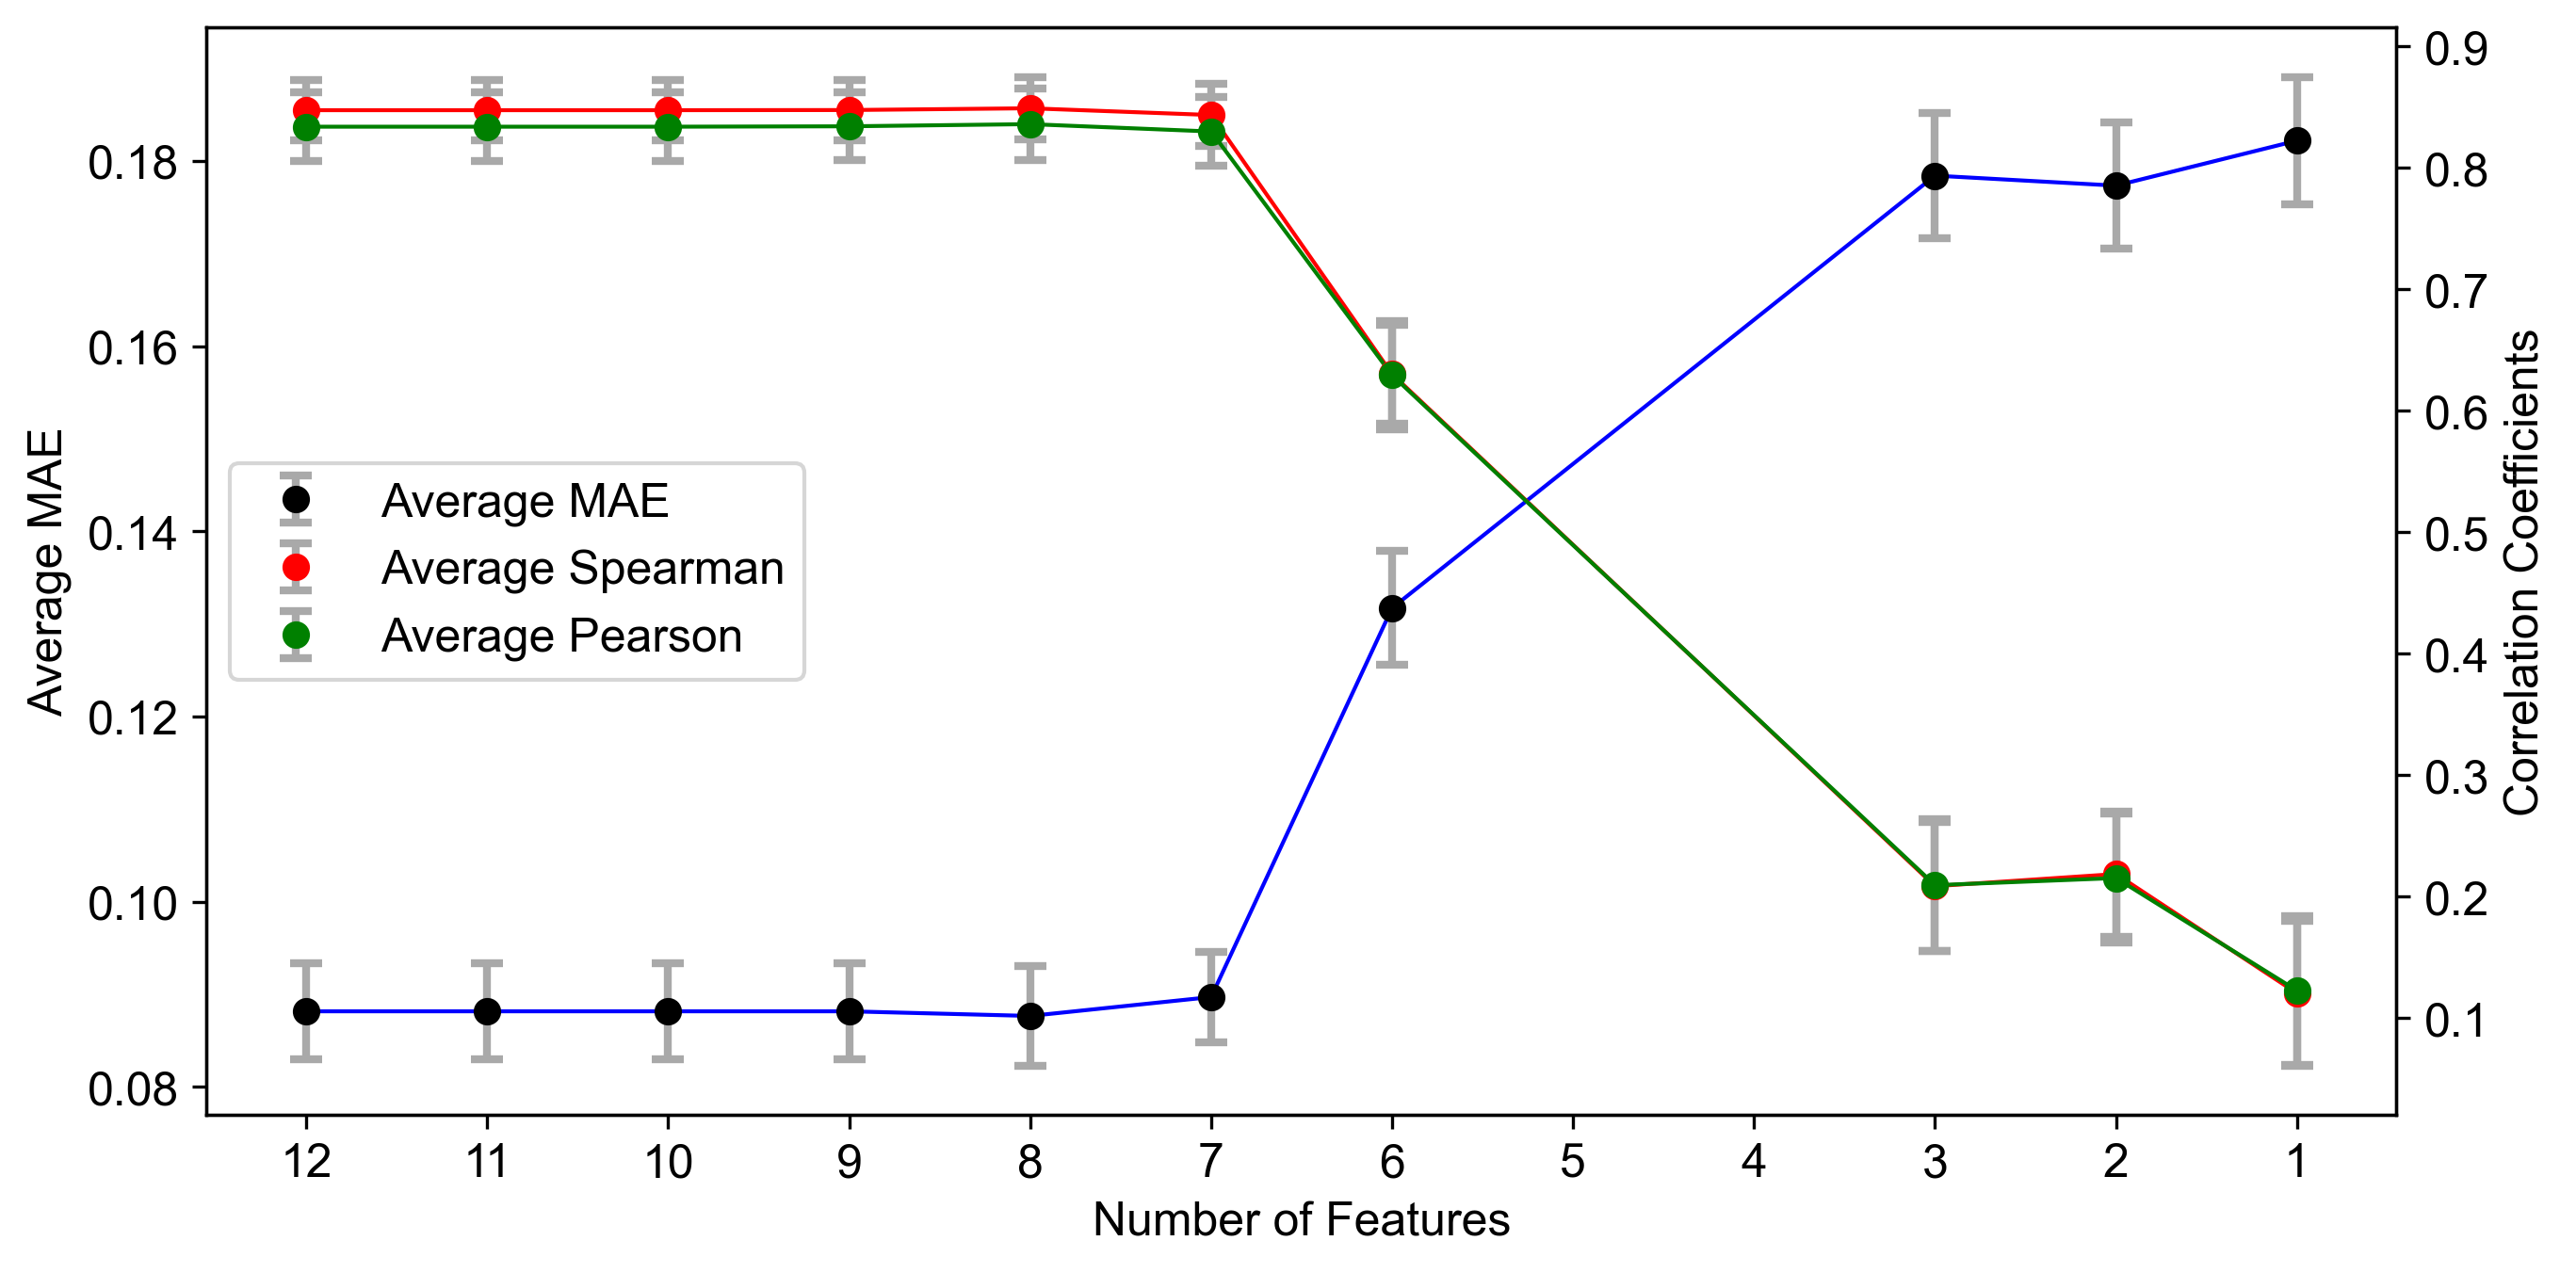 Average MAE
0.18
0.16
0.14
0.12
0.10
0.08
Average MAE
Average Spearman
Average Pearson
0.9
0.8
0.7
0.6
0.5
0.4
0.3
0.2
0.1
Correlation Coefficients
12 11 10 9 8 7 6 5 4 3 2 1
Number of Features